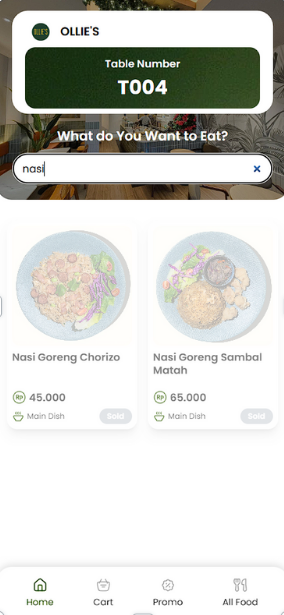 OLLIE'S
OLLIE'S
Table Number
T004
What do You Want to Eat?
nasi
Nasi Goreng Chorizo
Rp 45.000
Main Dish
Sold
Nasi Goreng Sambal
Matah
Rp 65.000
Main Dish
Sold
Home
Cart
Promo
All Food